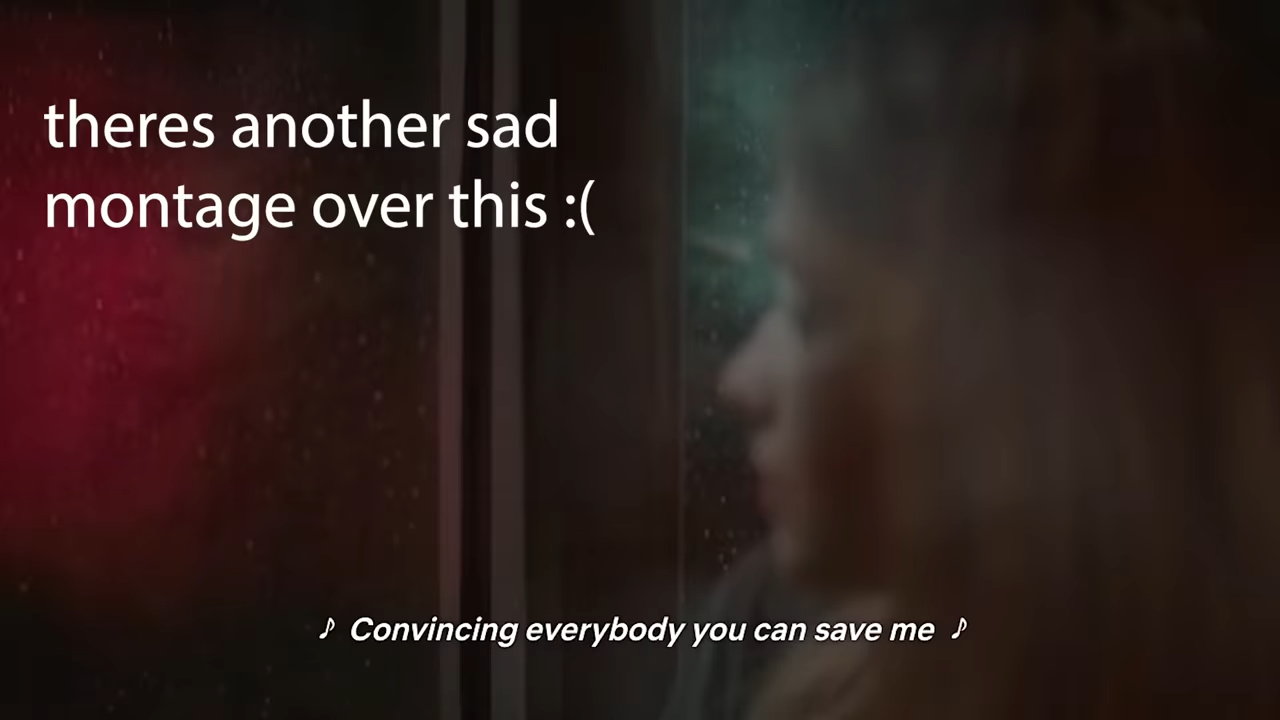 theres another sad
montage over this :(
♪ Convincing everybody you can save me ♪